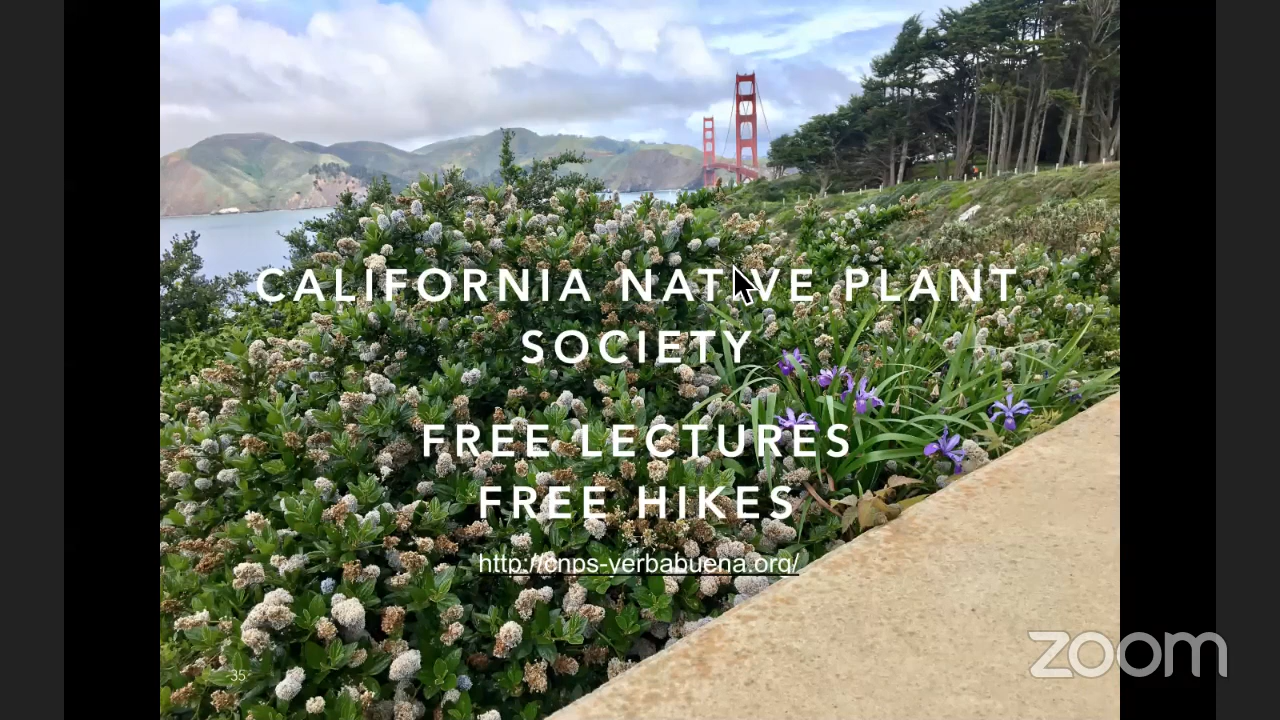 CALIFORNIA NATIVE PLANT
SOCIETY
FREE LECTURES
FREE HIKES
http://cnps-yerbabuena.org/
35
zoom